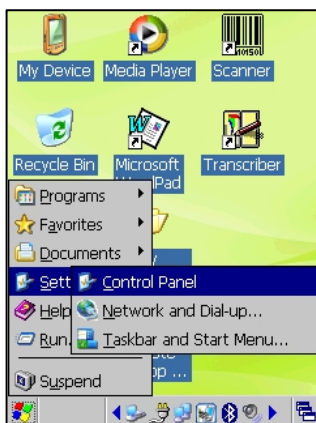 My Device Media Player Scanner
Recycle Bin Microsoft WordPad Transcriber
Programs
Favorites
Documents
Sett Control Panel
Help Network and Dial-up...
Run. Taskbar and Start Menu...
Suspend